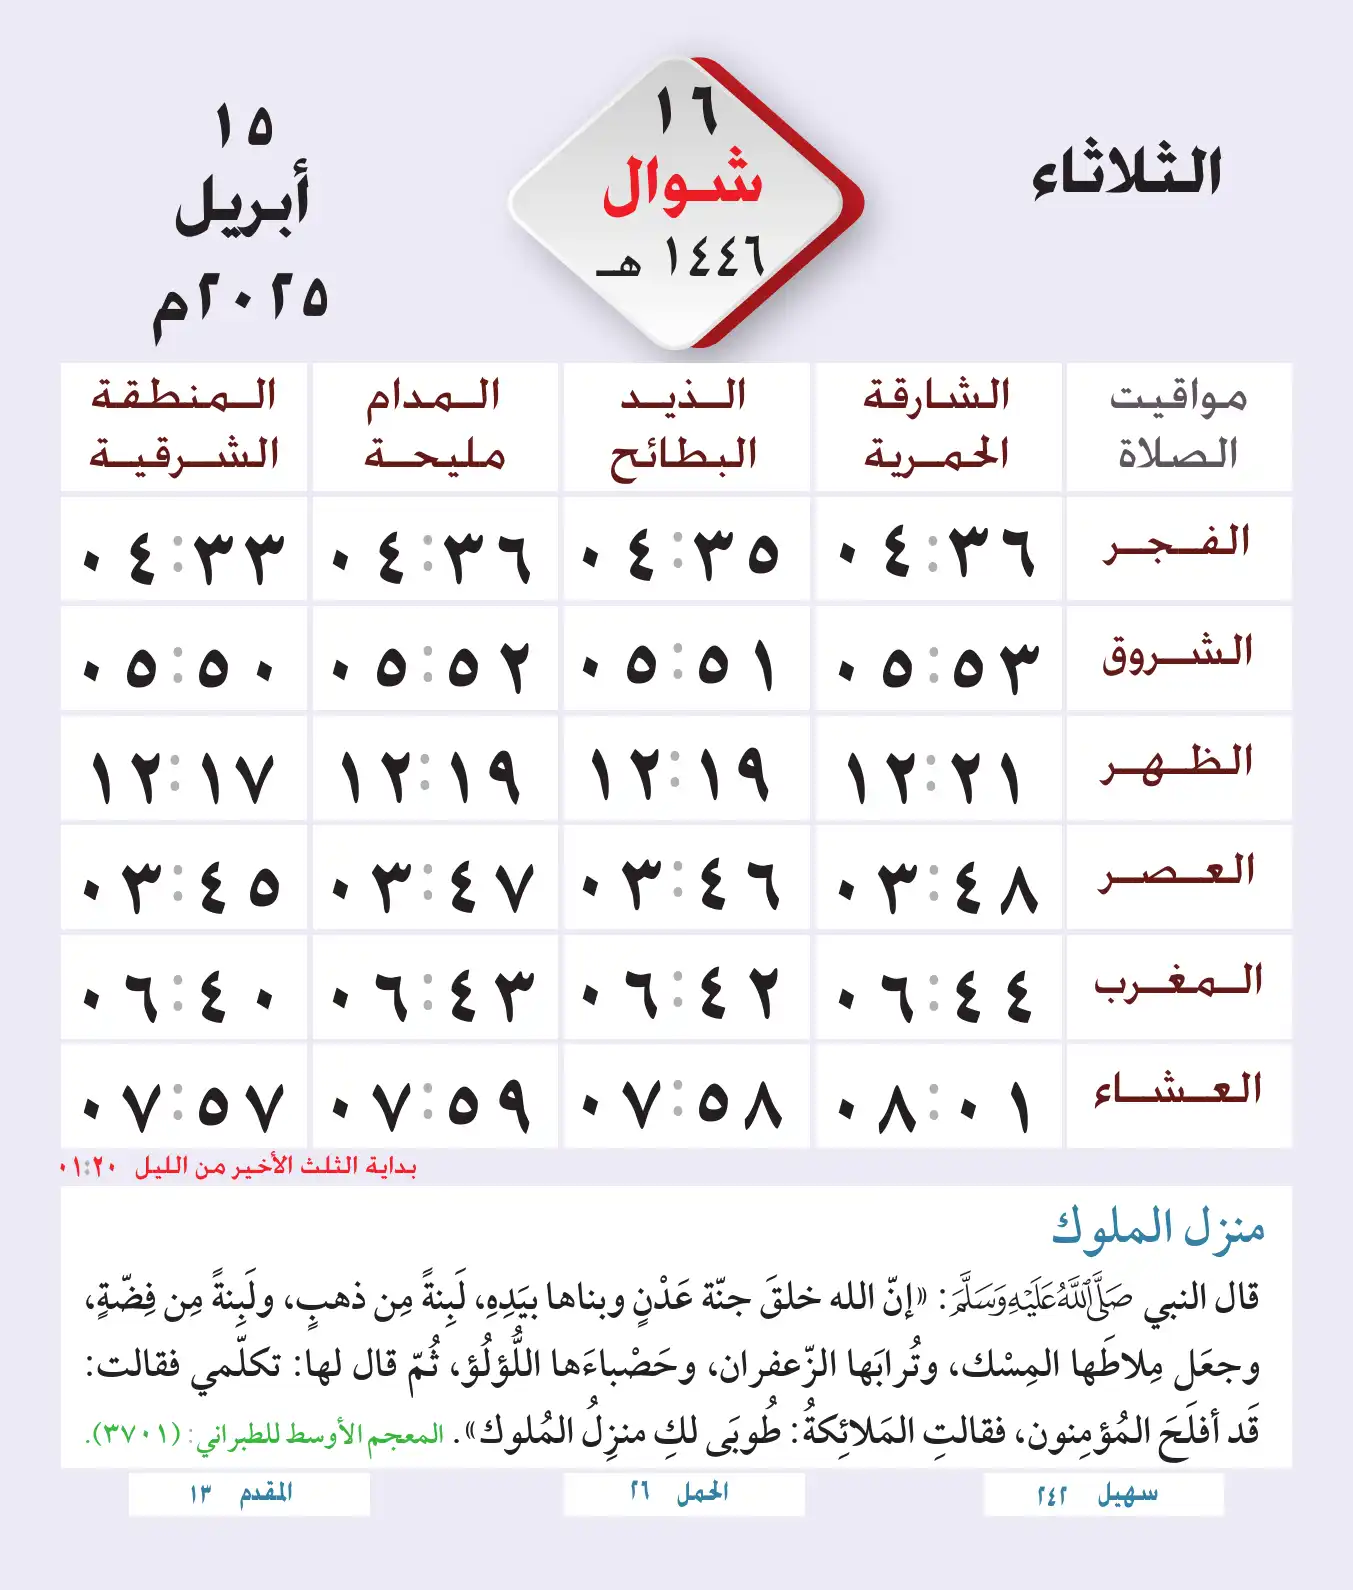 الثلاثاء
١٦
شوال
١٤٤٦ هـ
١٥
أبريل
٢٠٢٥م
مواقيت الصلاة
الشارقة الحمرية
الذيد البطائح
المدام مليحة
المنطقة الشرقية
الفجر ٠٤:٣٦ ٠٤:٣٥ ٠٤:٣٦ ٠٤:٣٣
الشروق ٠٥:٥٣ ٠٥:٥١ ٠٥:٥٢ ٠٥:٥٠
الظهر ١٢:٢١ ١٢:١٩ ١٢:١٩ ١٢:١٧
العصر ٠٣:٤٨ ٠٣:٤٦ ٠٣:٤٧ ٠٣:٤٥
المغرب ٠٦:٤٤ ٠٦:٤٢ ٠٦:٤٣ ٠٦:٤٠
العشاء ٠٨:٠١ ٠٧:٥٨ ٠٧:٥٩ ٠٧:٥٧
بداية الثلث الأخير من الليل ٠١:٢٠
منزل الملوك
قال النبي صَلَّى اللَّهُ عَلَيْهِ وَسَلَّمَ: «إنّ الله خلقَ جنّة عَدْنٍ وبناها بيَدِهِ، لَبِنةً مِن ذهبٍ، ولَبِنةً مِن فِضّةٍ،
وجعَل مِلاطَها المِسْك، وتُرابَها الزّعفران، وحَصْباءَها اللُّؤلُؤ، ثُمّ قال لها: تكلّمي فقالت:
قَد أفلَحَ المُؤمِنون، فقالتِ المَلائِكةُ: طُوبَى لكِ منزِلُ المُلوك». المعجم الأوسط للطبراني: (٣٧٠١).
سهيل ٢٤٢
الحمل ٢٦
المقدم ١٣